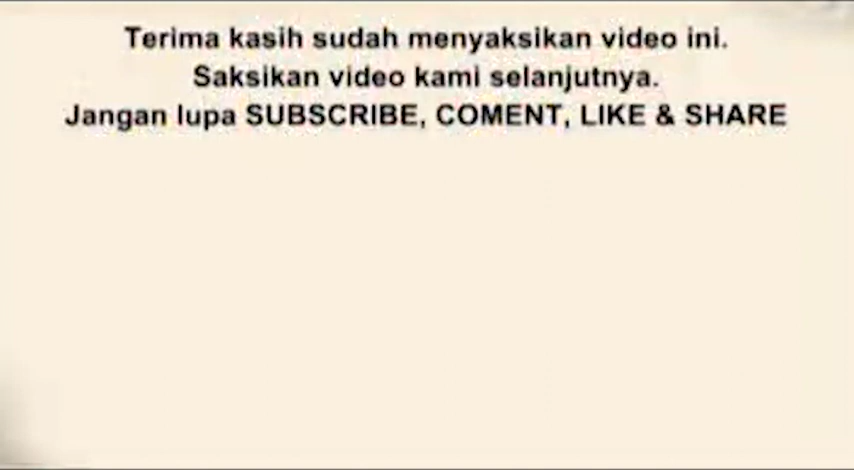 Terima kasih sudah menyaksikan video ini.
Saksikan video kami selanjutnya.
Jangan lupa SUBSCRIBE, COMENT, LIKE & SHARE